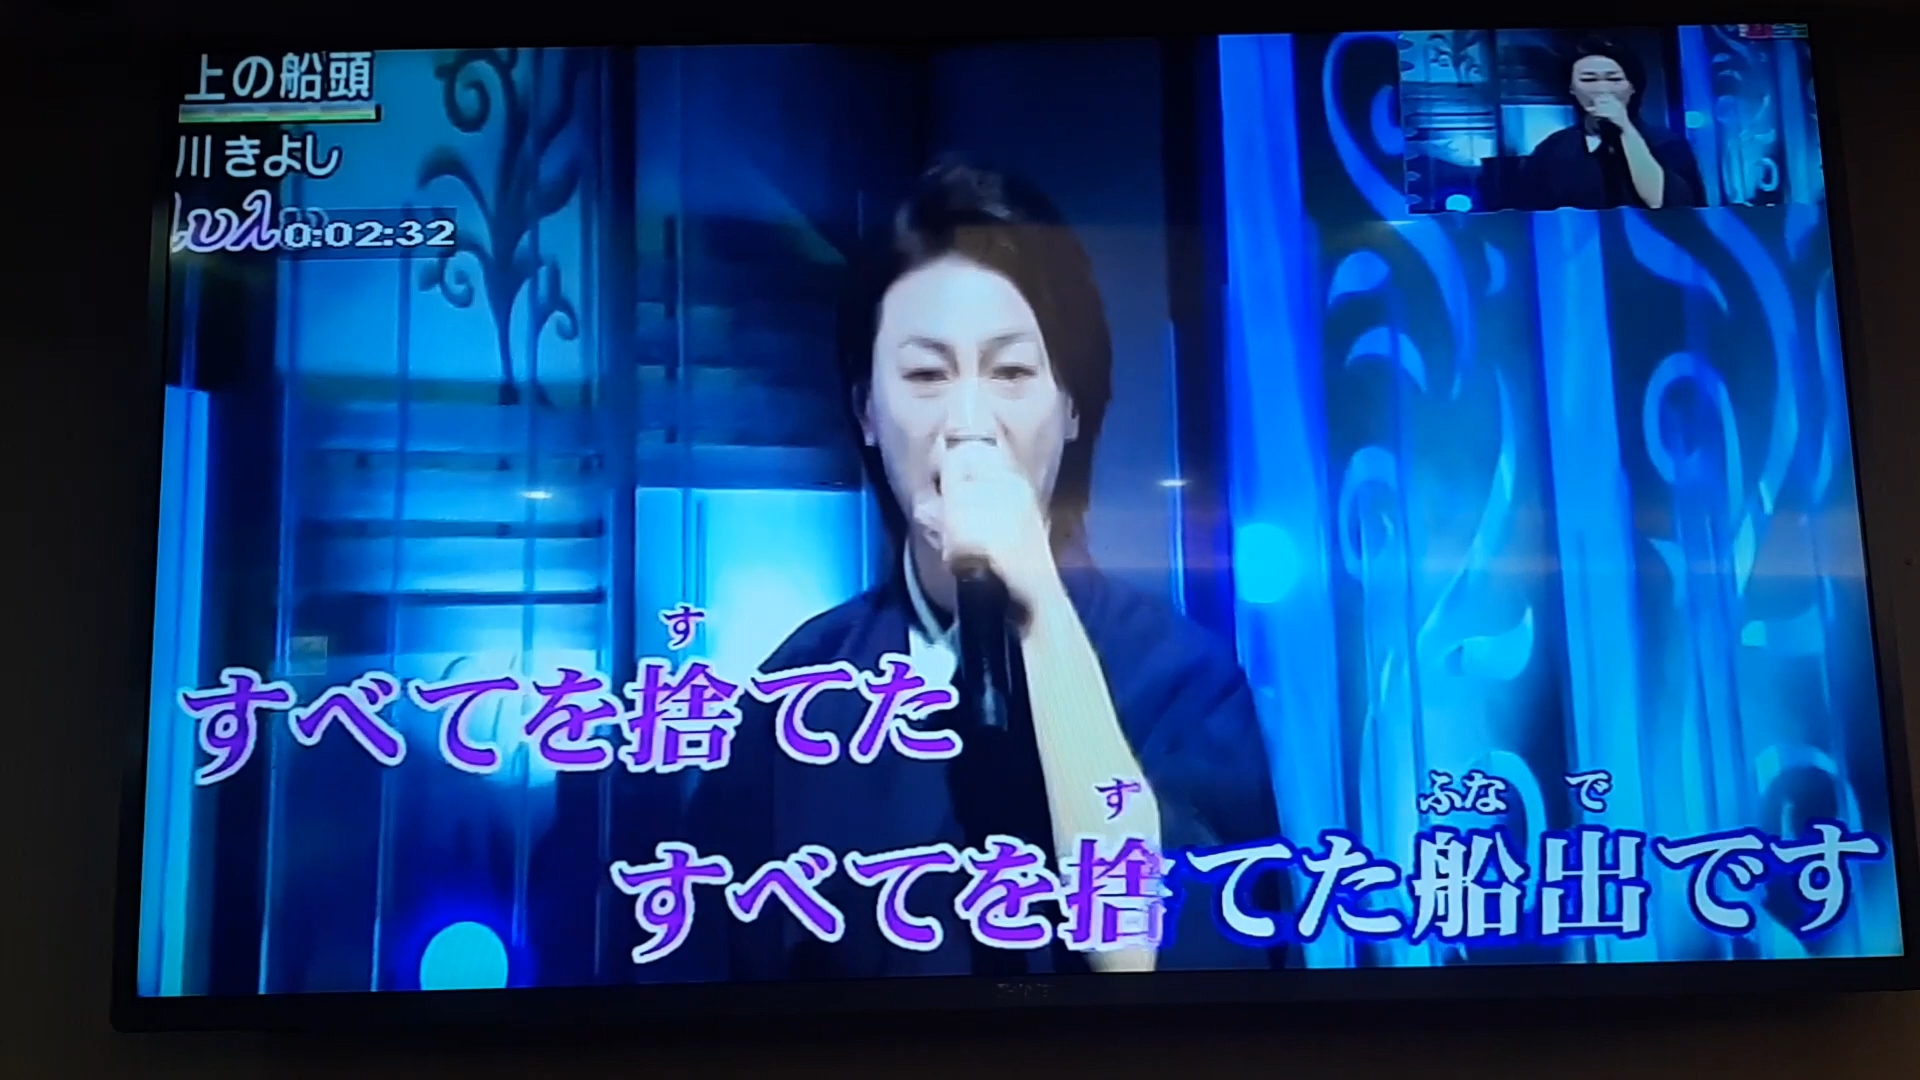 上の船頭
川きよし
0:02:32
す
すべてを捨てた
す ふな で
すべてを捨てた船出です